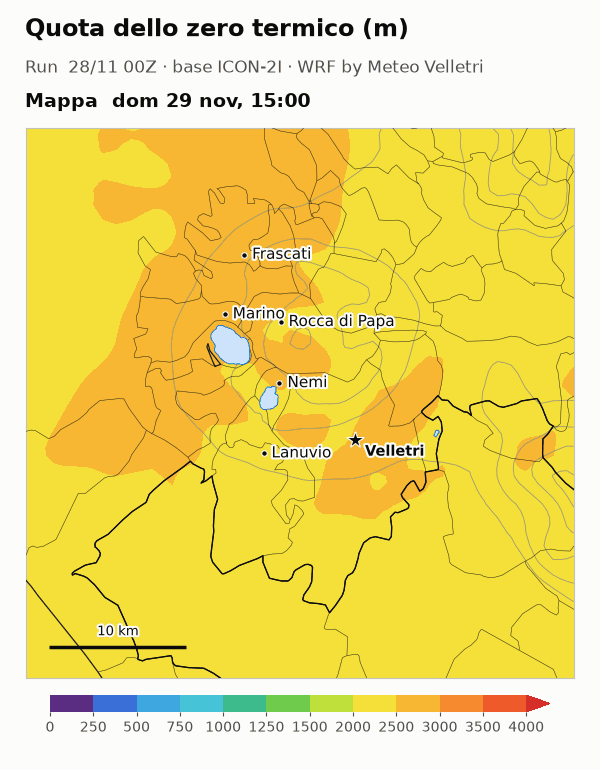 Quota dello zero termico (m)
Run 28/11 00Z · base ICON-2I · WRF by Meteo Velletri
Mappa dom 29 nov, 15:00
Frascati
Marino
Rocca di Papa
Nemi
Velletri
Lanuvio
10 km
0 250 500 750 1000 1250 1500 2000 2500 3000 3500 4000